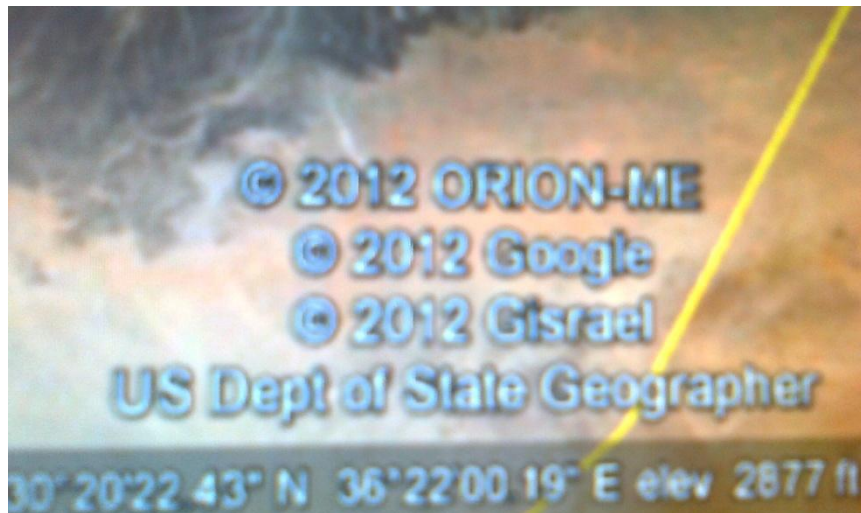 © 2012 ORION-ME
© 2012 Google
© 2012 Gisrael
US Dept of State Geographer
30°20'22.43" N 36°22'00.19" E elev 2877 ft